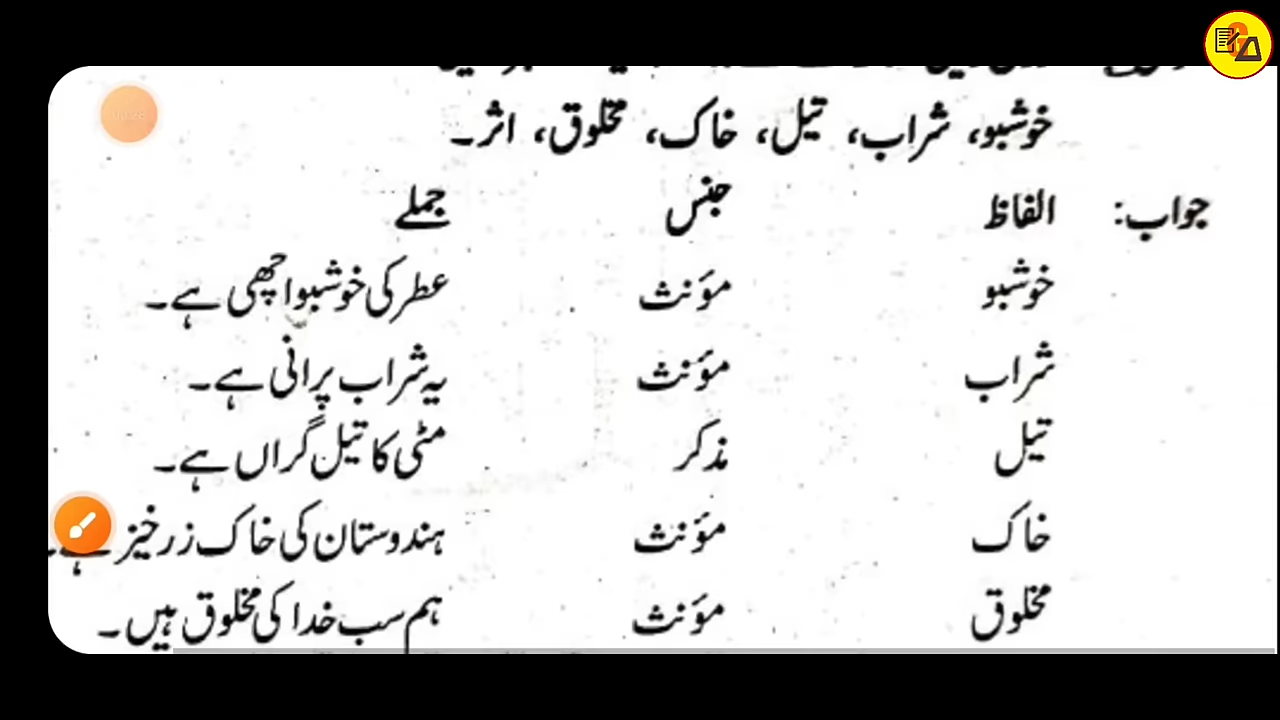 خوشبو، شراب، تیل، خاک، مخلوق، اثر۔
جواب: الفاظ جنس جملے
خوشبو مؤنث عطر کی خوشبو اچھی ہے۔
شراب مؤنث یہ شراب پرانی ہے۔
تیل مذکر مٹی کا تیل گراں ہے۔
خاک مؤنث ہندوستان کی خاک زرخیز ہے۔
مخلوق مؤنث ہم سب خدا کی مخلوق ہیں۔